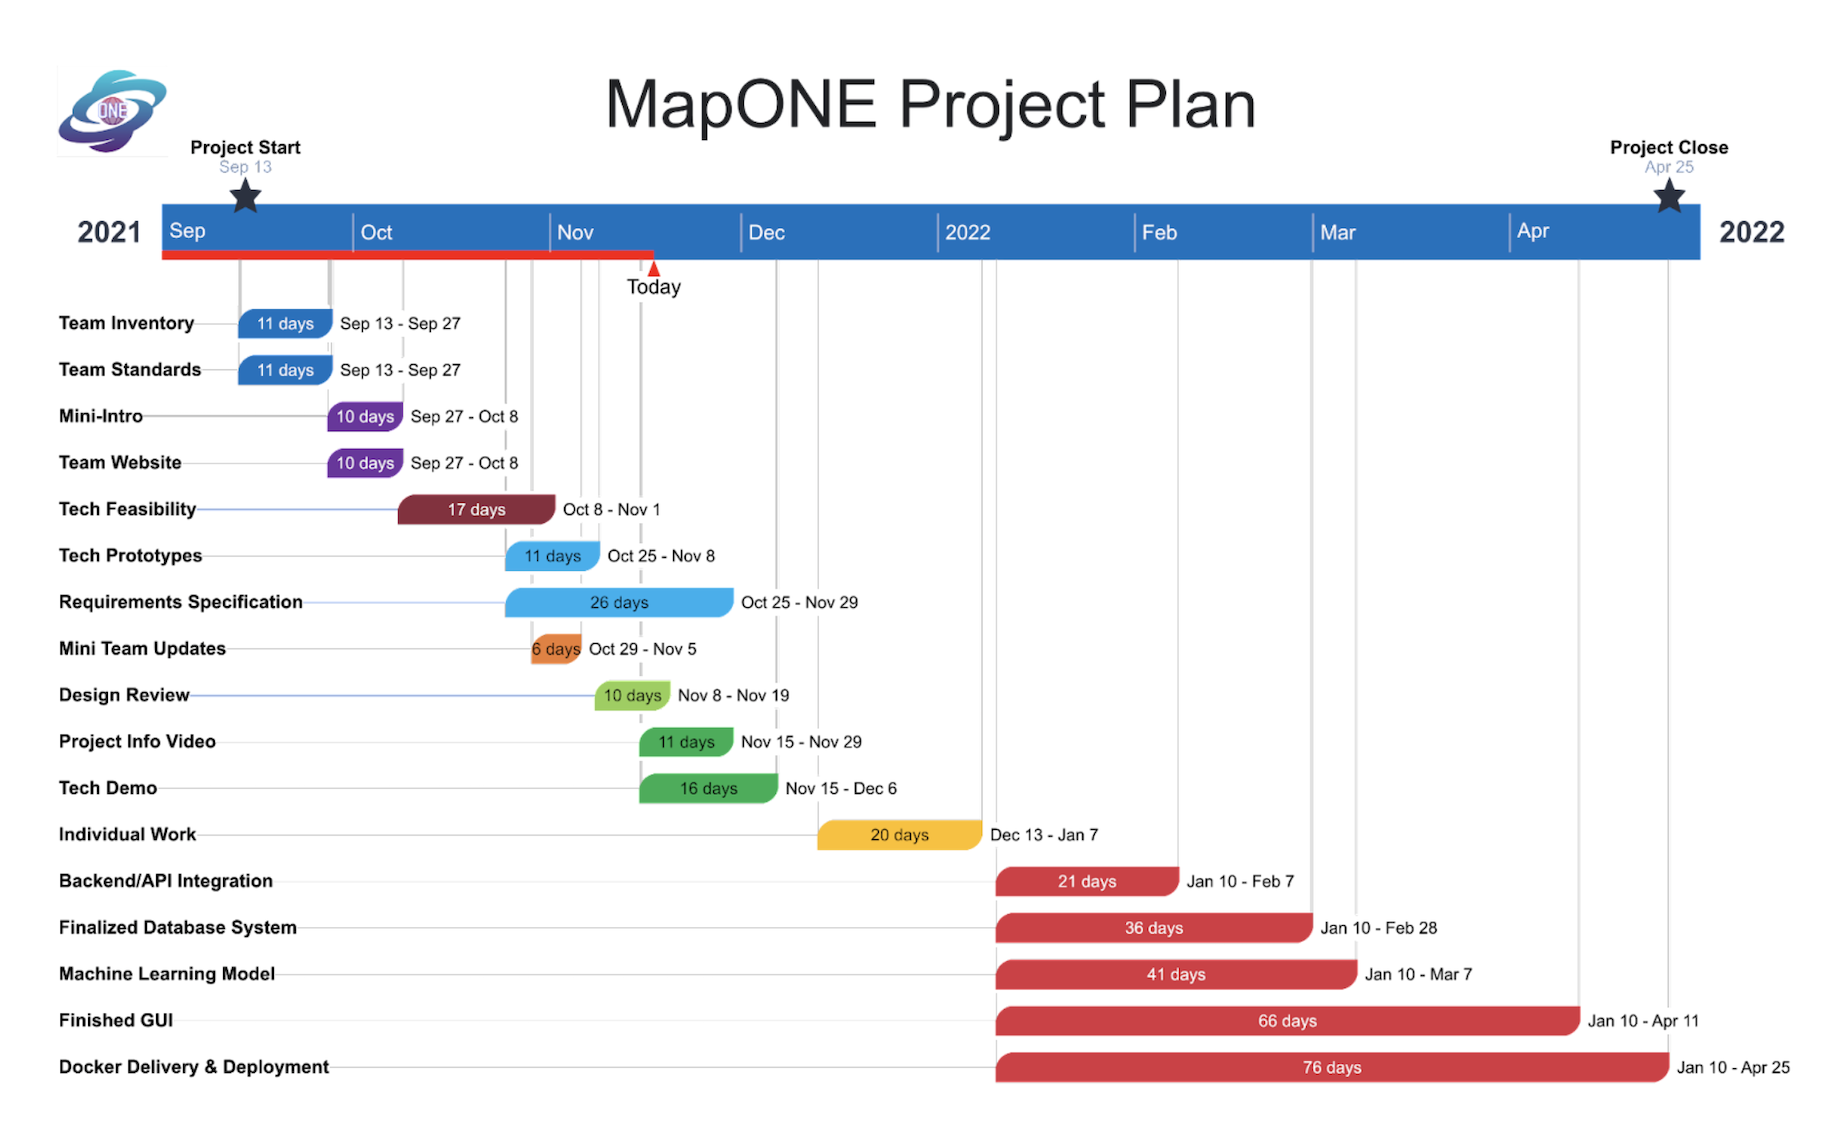 ONE
MapONE Project Plan
Project Start
Sep 13
Project Close
Apr 25
2021 Sep Oct Nov Dec 2022 Feb Mar Apr 2022
Today
Team Inventory 11 days Sep 13 - Sep 27
Team Standards 11 days Sep 13 - Sep 27
Mini-Intro 10 days Sep 27 - Oct 8
Team Website 10 days Sep 27 - Oct 8
Tech Feasibility 17 days Oct 8 - Nov 1
Tech Prototypes 11 days Oct 25 - Nov 8
Requirements Specification 26 days Oct 25 - Nov 29
Mini Team Updates 6 days Oct 29 - Nov 5
Design Review 10 days Nov 8 - Nov 19
Project Info Video 11 days Nov 15 - Nov 29
Tech Demo 16 days Nov 15 - Dec 6
Individual Work 20 days Dec 13 - Jan 7
Backend/API Integration 21 days Jan 10 - Feb 7
Finalized Database System 36 days Jan 10 - Feb 28
Machine Learning Model 41 days Jan 10 - Mar 7
Finished GUI 66 days Jan 10 - Apr 11
Docker Delivery & Deployment 76 days Jan 10 - Apr 25